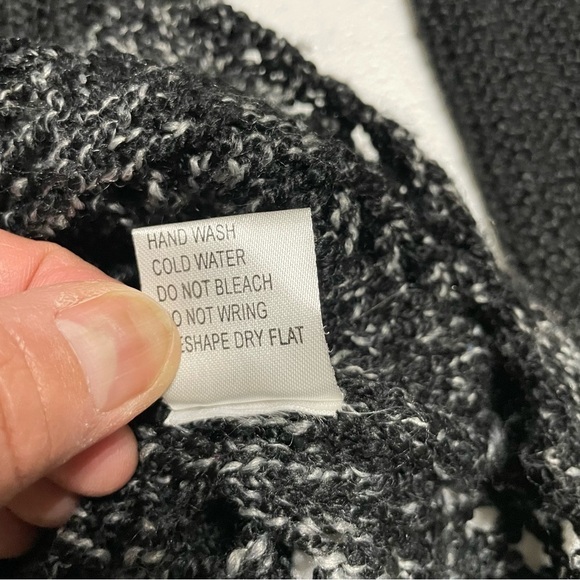 HAND WASH
COLD WATER
DO NOT BLEACH
O NOT WRING
ESHAPE DRY FLAT